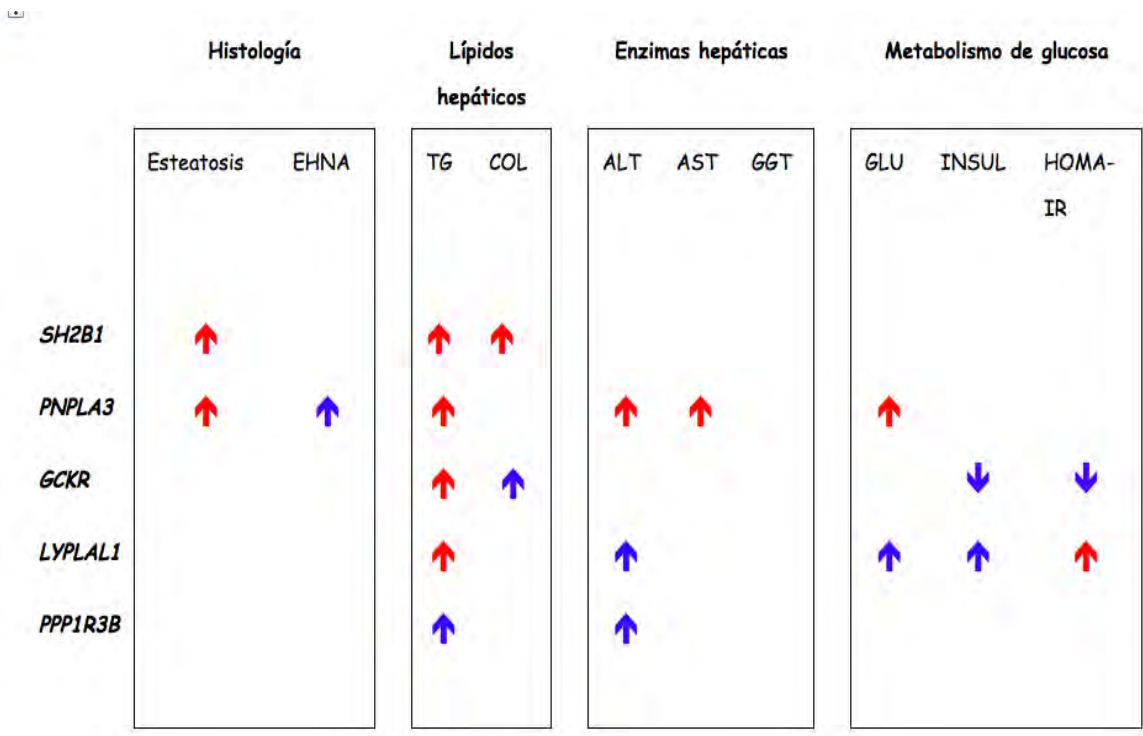 Histología
Lípidos
hepáticos
Enzimas hepáticas
Metabolismo de glucosa
Esteatosis EHNA
TG COL
ALT AST GGT
GLU INSUL HOMA-
IR
SH2B1
PNPLA3
GCKR
LYPLAL1
PPP1R3B